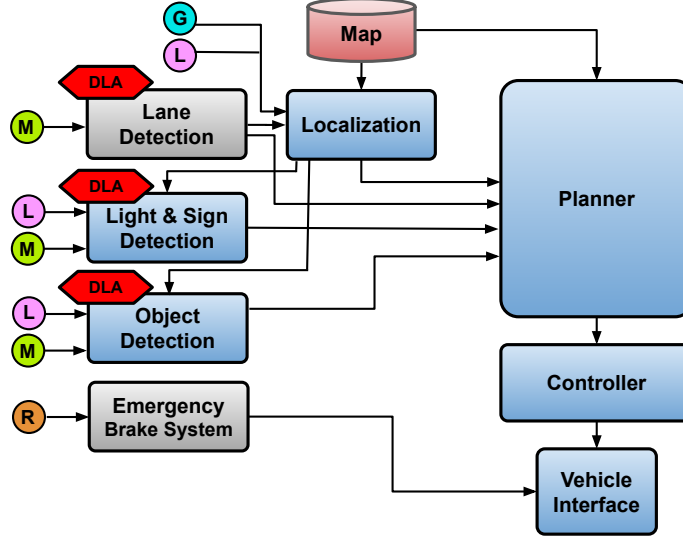 G
L
Map
DLA
Lane
Detection
M
Localization
DLA
Light & Sign
Detection
L
M
Planner
DLA
Object
Detection
L
M
Controller
Emergency
Brake System
R
Vehicle
Interface